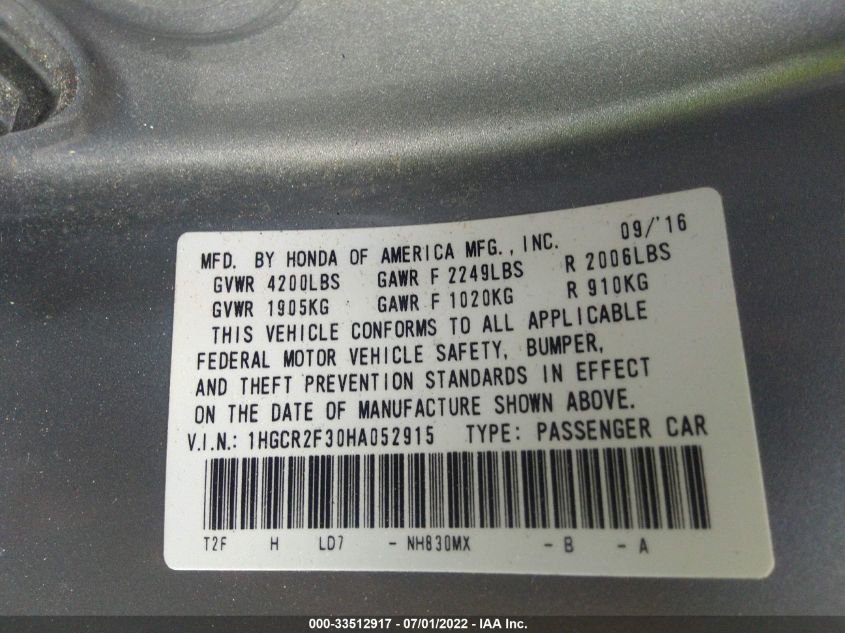 MFD. BY HONDA OF AMERICA MFG., INC. 09/'16
GVWR 4200LBS GAWR F 2249LBS R 2006LBS
GVWR 1905KG GAWR F 1020KG R 910KG
THIS VEHICLE CONFORMS TO ALL APPLICABLE
FEDERAL MOTOR VEHICLE SAFETY, BUMPER,
AND THEFT PREVENTION STANDARDS IN EFFECT
ON THE DATE OF MANUFACTURE SHOWN ABOVE.
V.I.N.: 1HGCR2F30HA052915 TYPE: PASSENGER CAR
T2F H LD7 - NH830MX - B - A
000-33512917 - 07/01/2022 - IAA Inc.